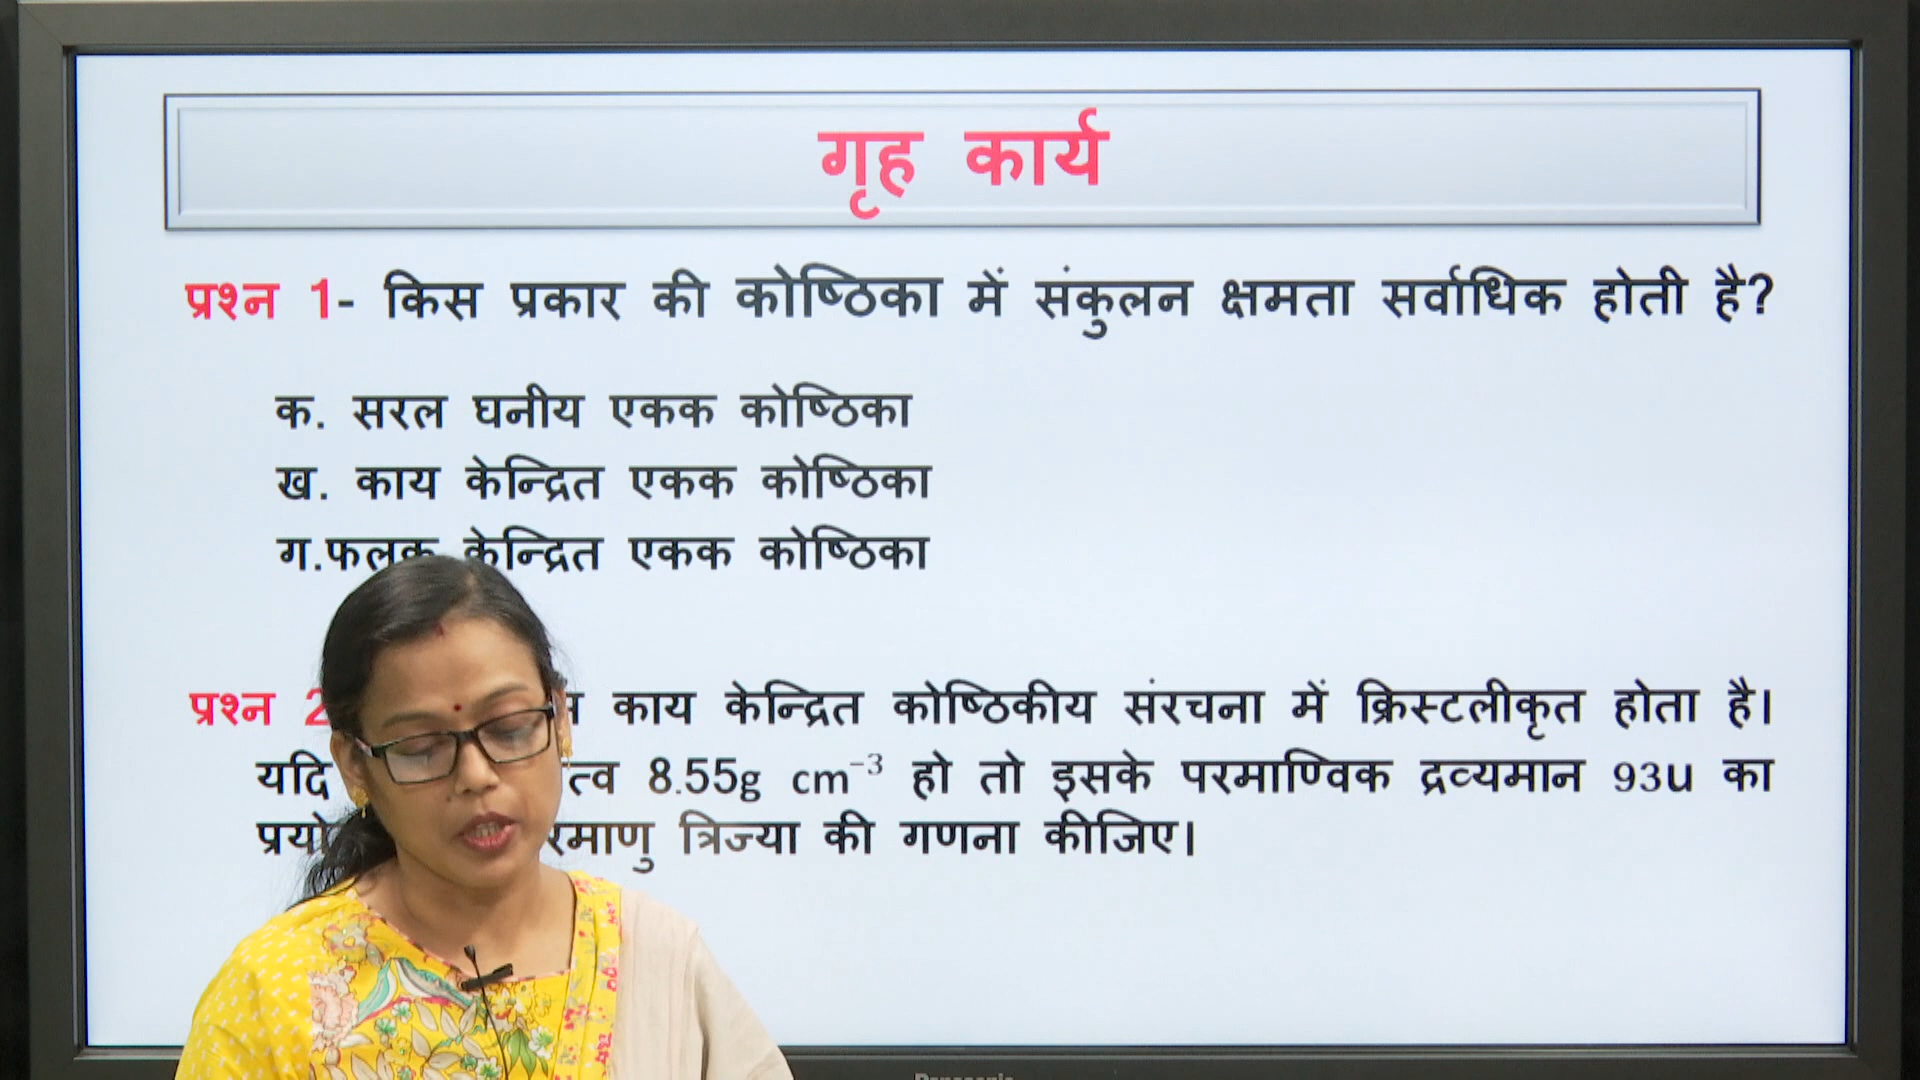 गृह कार्य
प्रश्न 1- किस प्रकार की कोष्ठिका में संकुलन क्षमता सर्वाधिक होती है?
क. सरल घनीय एकक कोष्ठिका
ख. काय केन्द्रित एकक कोष्ठिका
ग.फलक केन्द्रित एकक कोष्ठिका
प्रश्न 2 काय केन्द्रित कोष्ठिकीय संरचना में क्रिस्टलीकृत होता है।
यदि 8.55g cm⁻³ हो तो इसके परमाण्विक द्रव्यमान 93u का
त्रिज्या की गणना कीजिए।